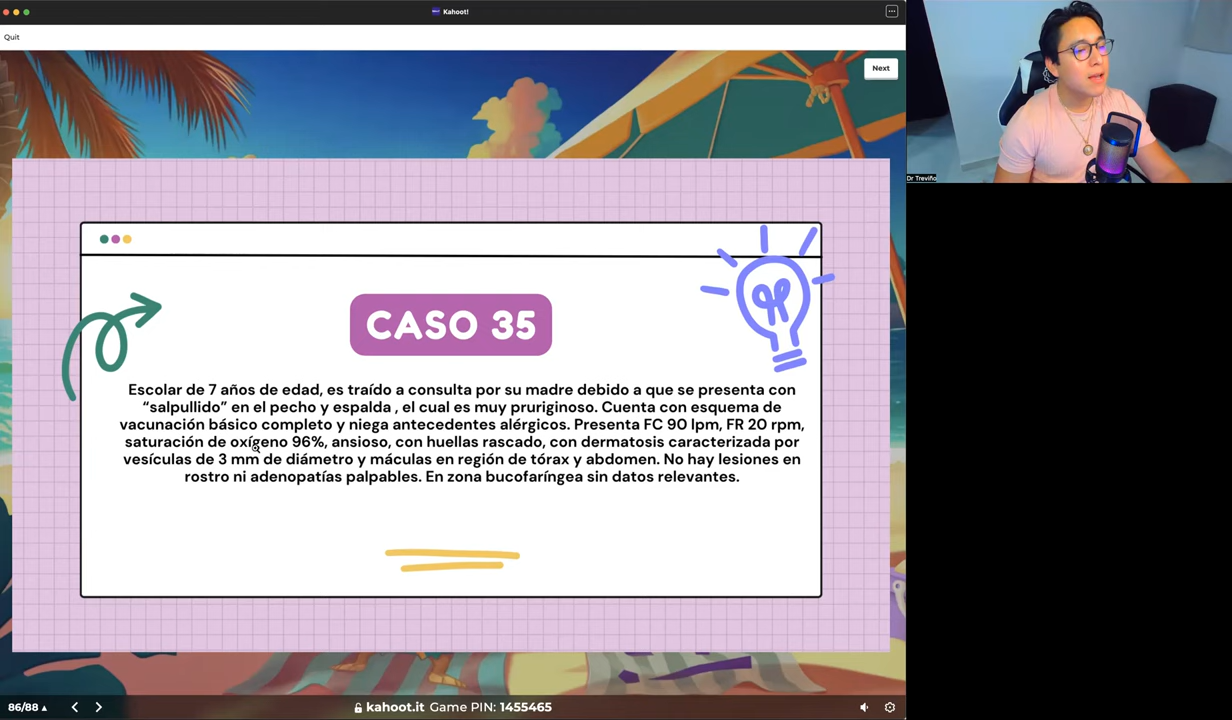 Kahoot!
Quit
Next
Dr Treviño
CASO 35
Escolar de 7 años de edad, es traído a consulta por su madre debido a que se presenta con
“salpullido” en el pecho y espalda , el cual es muy pruriginoso. Cuenta con esquema de
vacunación básico completo y niega antecedentes alérgicos. Presenta FC 90 lpm, FR 20 rpm,
saturación de oxígeno 96%, ansioso, con huellas rascado, con dermatosis caracterizada por
vesículas de 3 mm de diámetro y máculas en región de tórax y abdomen. No hay lesiones en
rostro ni adenopatías palpables. En zona bucofaríngea sin datos relevantes.
86/88
kahoot.it Game PIN: 1455465